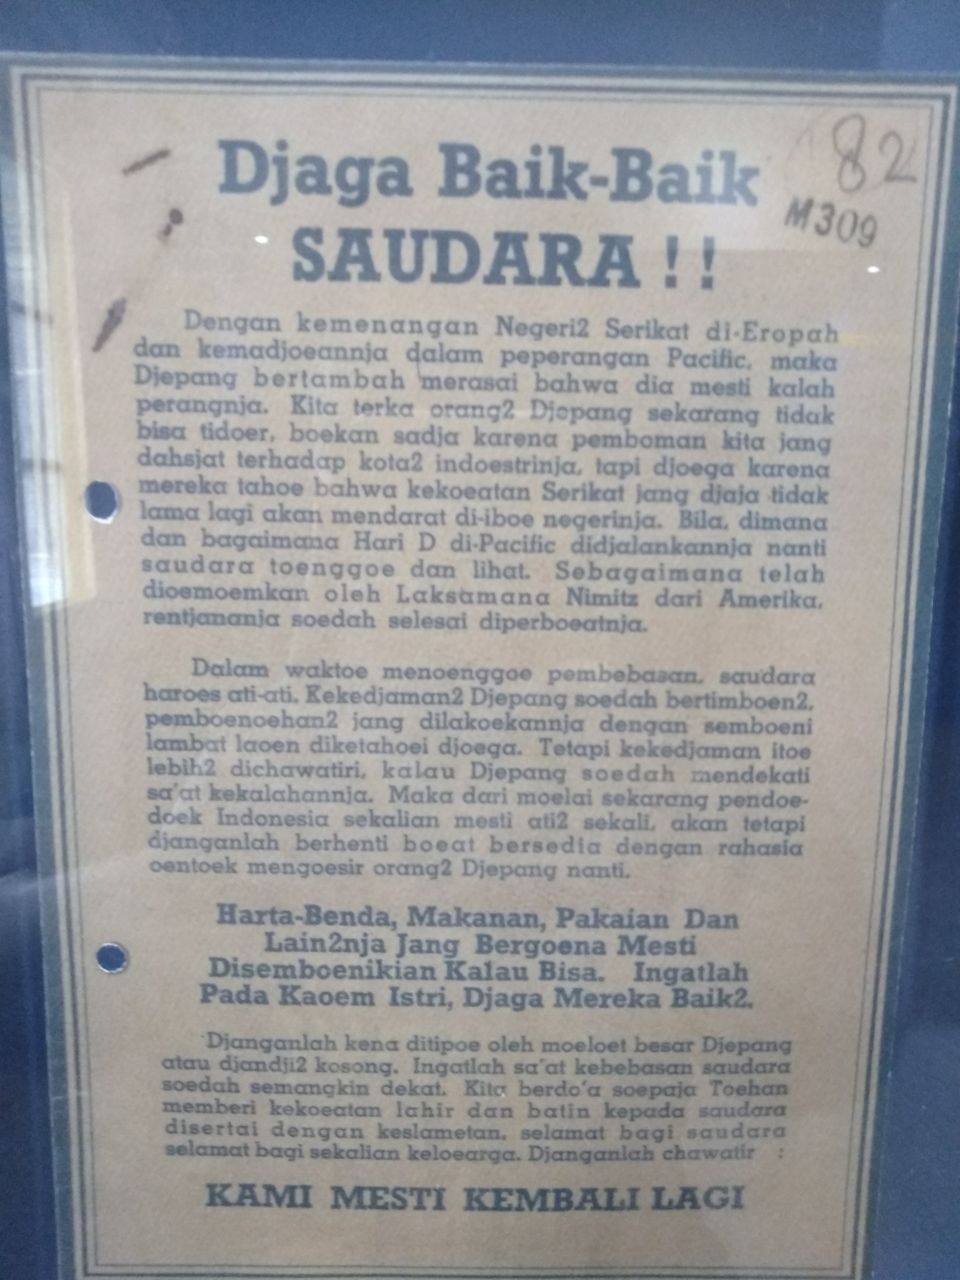 82
M309
Djaga Baik-Baik
SAUDARA !!
Dengan kemenangan Negeri2 Serikat di-Eropah
dan kemadjoeannja dalam peperangan Pacific, maka
Djepang bertambah merasai bahwa dia mesti kalah
perangnja. Kita terka orang2 Djepang sekarang tidak
bisa tidoer, boekan sadja karena pemboman kita jang
dahsjat terhadap kota2 indoestrinja, tapi djoega karena
mereka tahoe bahwa kekoeatan Serikat jang djaja tidak
lama lagi akan mendarat di-iboe negerinja. Bila, dimana
dan bagaimana Hari D di-Pacific didjalankannja nanti
saudara toenggoe dan lihat. Sebagaimana telah
dioemoemkan oleh Laksamana Nimitz dari Amerika,
rentjananja soedah selesai diperboeatnja.
Dalam waktoe menoenggoe pembebasan, saudara
haroes ati-ati. Kekedjaman2 Djepang soedah bertimboen2,
pemboenoehan2 jang dilakoekannja dengan semboeni
lambat laoen diketahoei djoega. Tetapi kekedjaman itoe
lebih2 dichawatiri, kalau Djepang soedah mendekati
sa'at kekalahannja. Maka dari moelai sekarang pendoe-
doek Indonesia sekalian mesti ati2 sekali, akan tetapi
djanganlah berhenti boeat bersedia dengan rahasia
oentoek mengoesir orang2 Djepang nanti.
Harta-Benda, Makanan, Pakaian Dan
Lain2nja Jang Bergoena Mesti
Disemboenikian Kalau Bisa. Ingatlah
Pada Kaoem Istri, Djaga Mereka Baik2.
Djanganlah kena ditipoe oleh moeloet besar Djepang
atau djandji2 kosong. Ingatlah sa'at kebebasan saudara
soedah semangkin dekat. Kita berdo'a soepaja Toehan
memberi kekoeatan lahir dan batin kepada saudara
disertai dengan keslametan, selamat bagi saudara
selamat bagi sekalian keloearga. Djanganlah chawatir :
KAMI MESTI KEMBALI LAGI